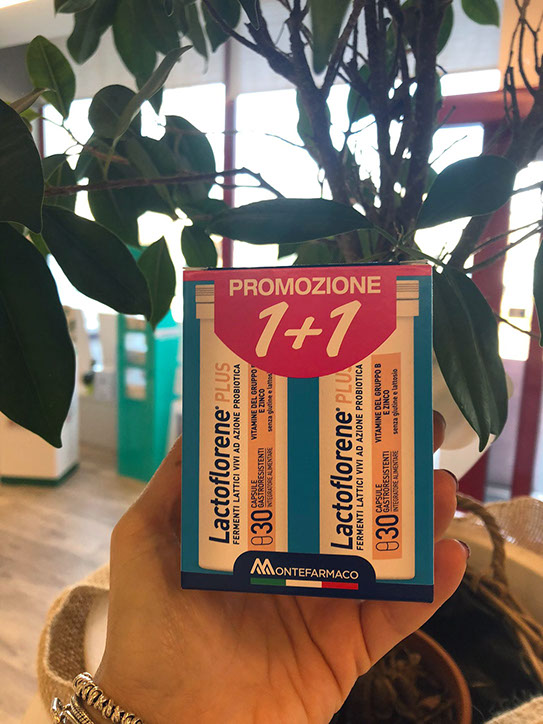 PROMOZIONE
1+1
Lactoflorene® PLUS
FERMENTI LATTICI VIVI AD AZIONE PROBIOTICA
30 CAPSULE
GASTRORESISTENTI
INTEGRATORE ALIMENTARE
VITAMINE DEL GRUPPO B
E ZINCO
senza glutine e lattosio
Lactoflorene® PLUS
FERMENTI LATTICI VIVI AD AZIONE PROBIOTICA
30 CAPSULE
GASTRORESISTENTI
INTEGRATORE ALIMENTARE
VITAMINE DEL GRUPPO B
E ZINCO
senza glutine e lattosio
MONTEFARMACO